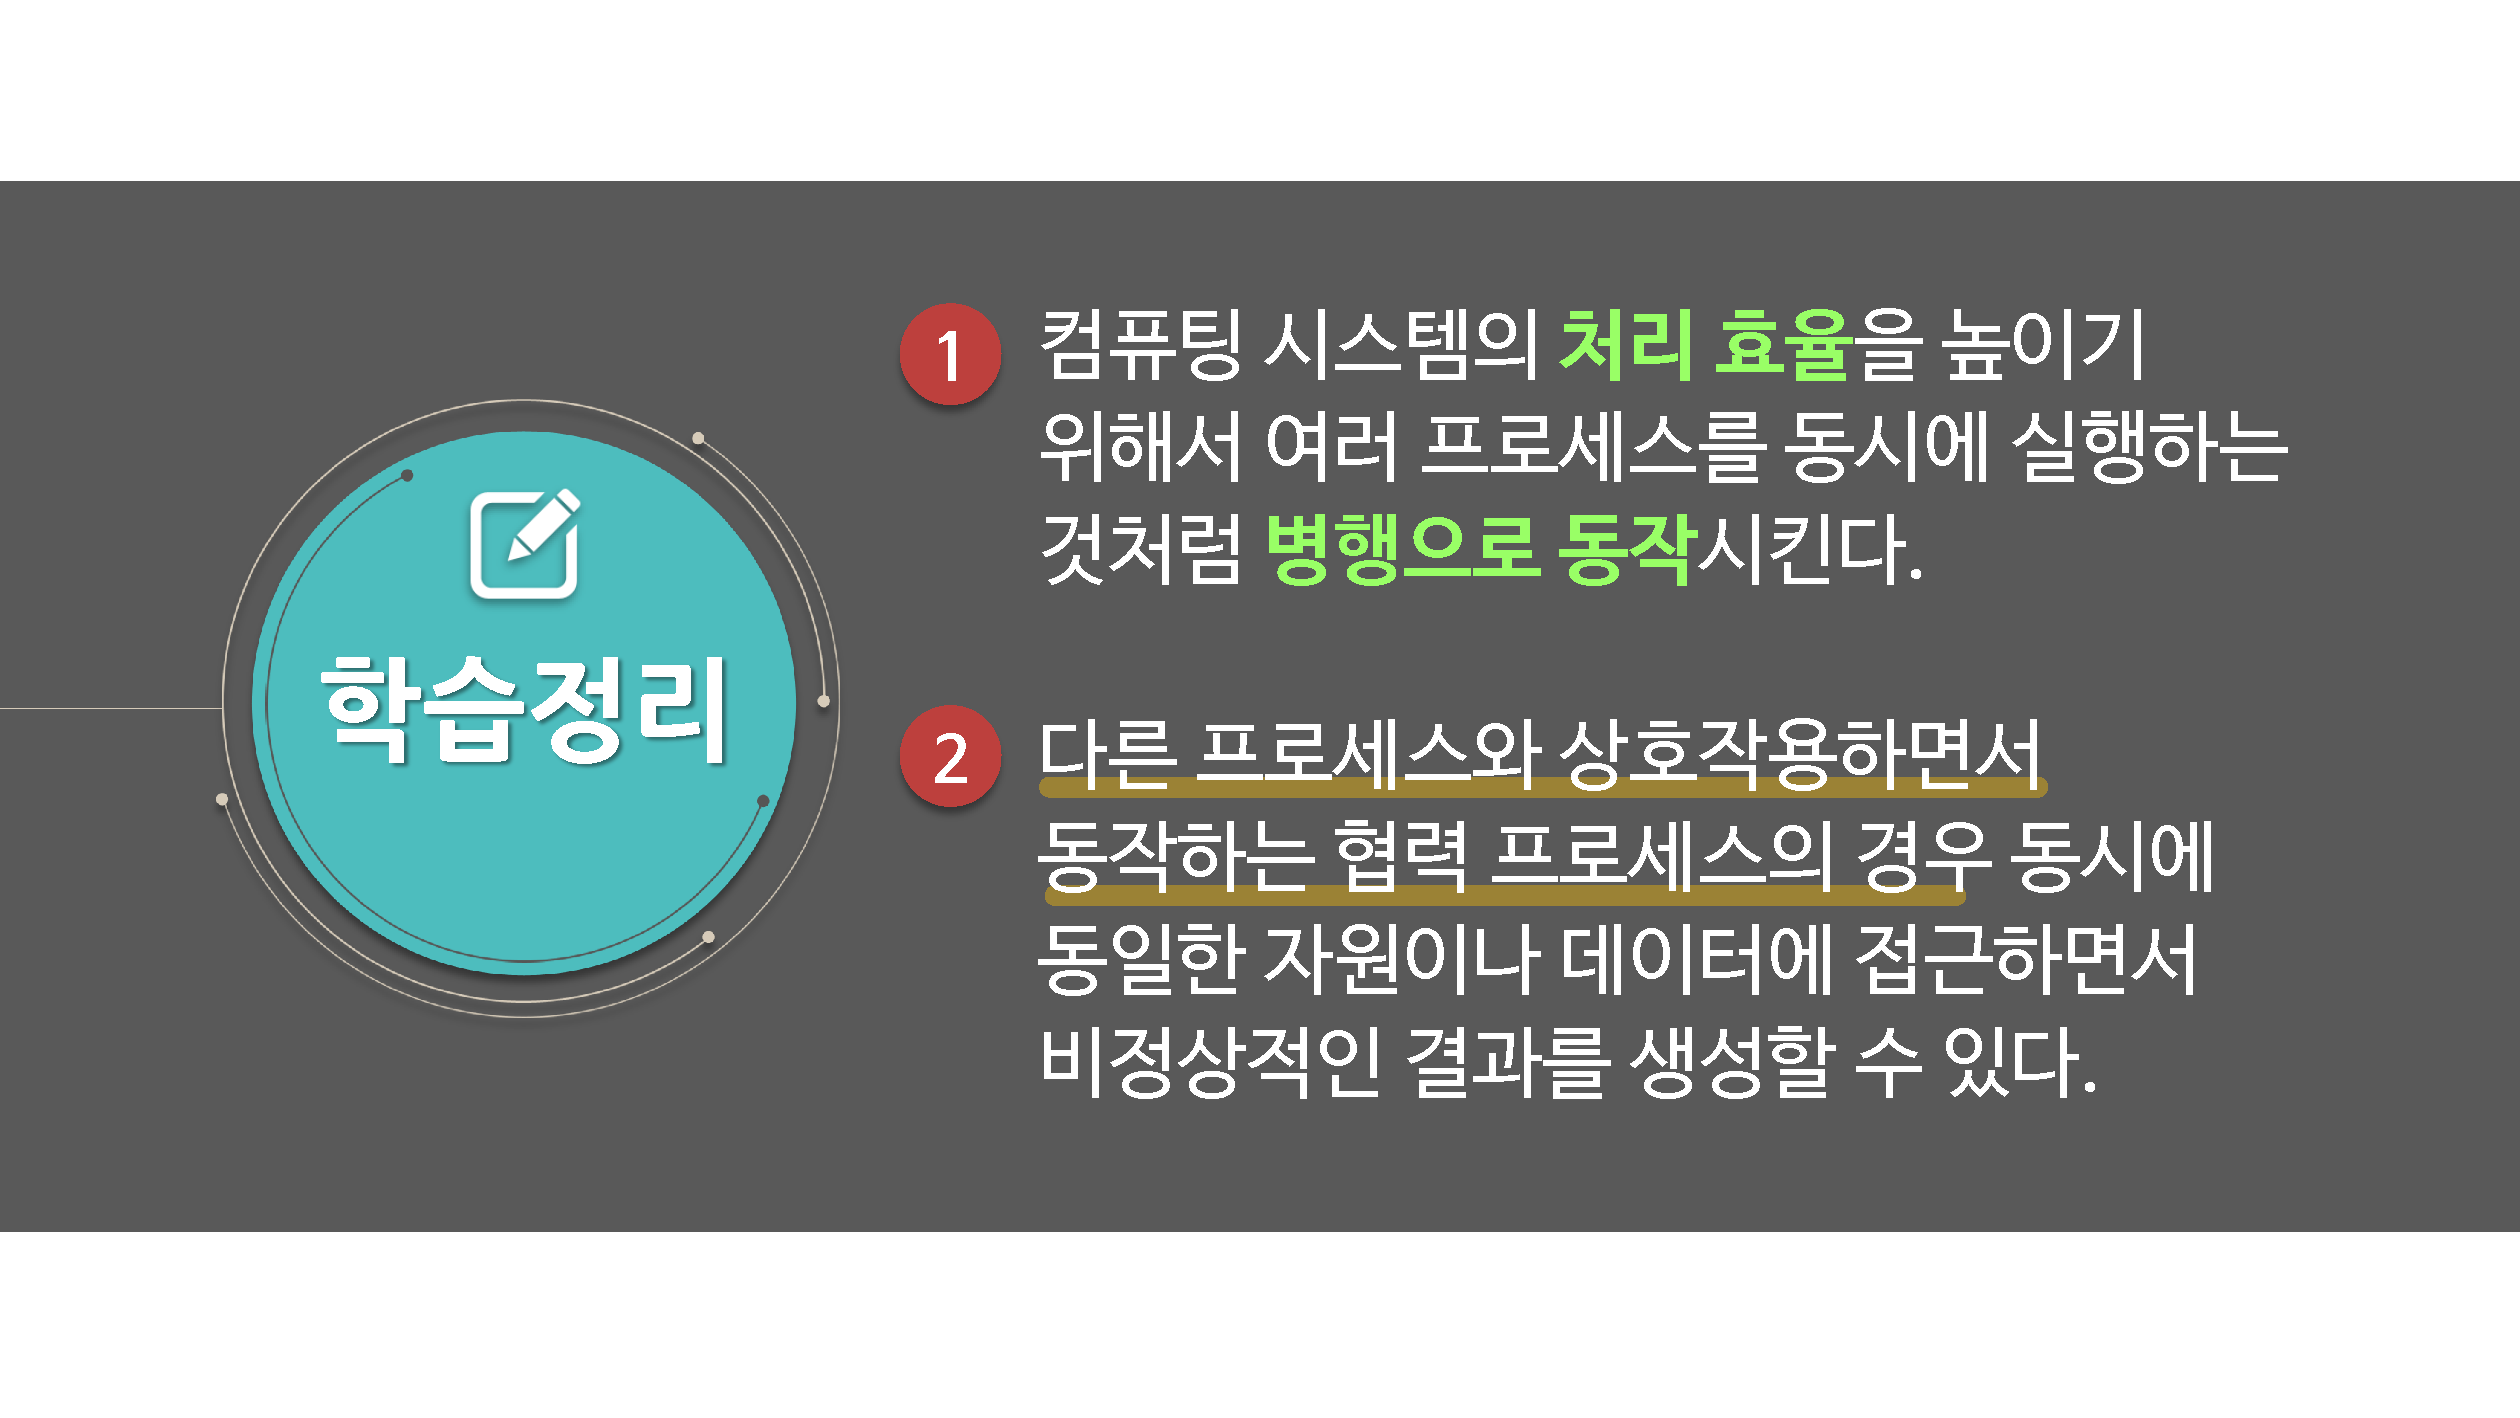 학습정리
1 컴퓨팅 시스템의 처리 효율을 높이기
위해서 여러 프로세스를 동시에 실행하는
것처럼 병행으로 동작시킨다.
2 다른 프로세스와 상호작용하면서
동작하는 협력 프로세스의 경우 동시에
동일한 자원이나 데이터에 접근하면서
비정상적인 결과를 생성할 수 있다.